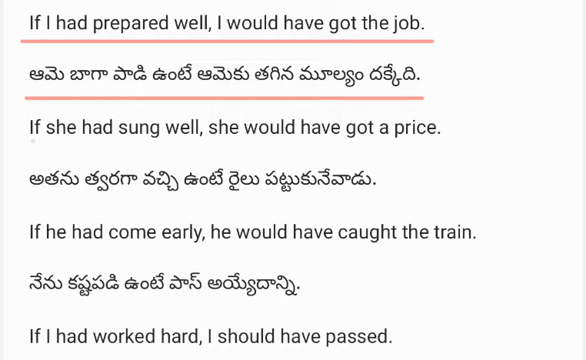 If I had prepared well, I would have got the job.
ఆమె బాగా పాడి ఉంటే ఆమెకు తగిన మూల్యం దక్కేది.
If she had sung well, she would have got a price.
అతను త్వరగా వచ్చి ఉంటే రైలు పట్టుకునేవాడు.
If he had come early, he would have caught the train.
నేను కష్టపడి ఉంటే పాస్ అయ్యేదాన్ని.
If I had worked hard, I should have passed.